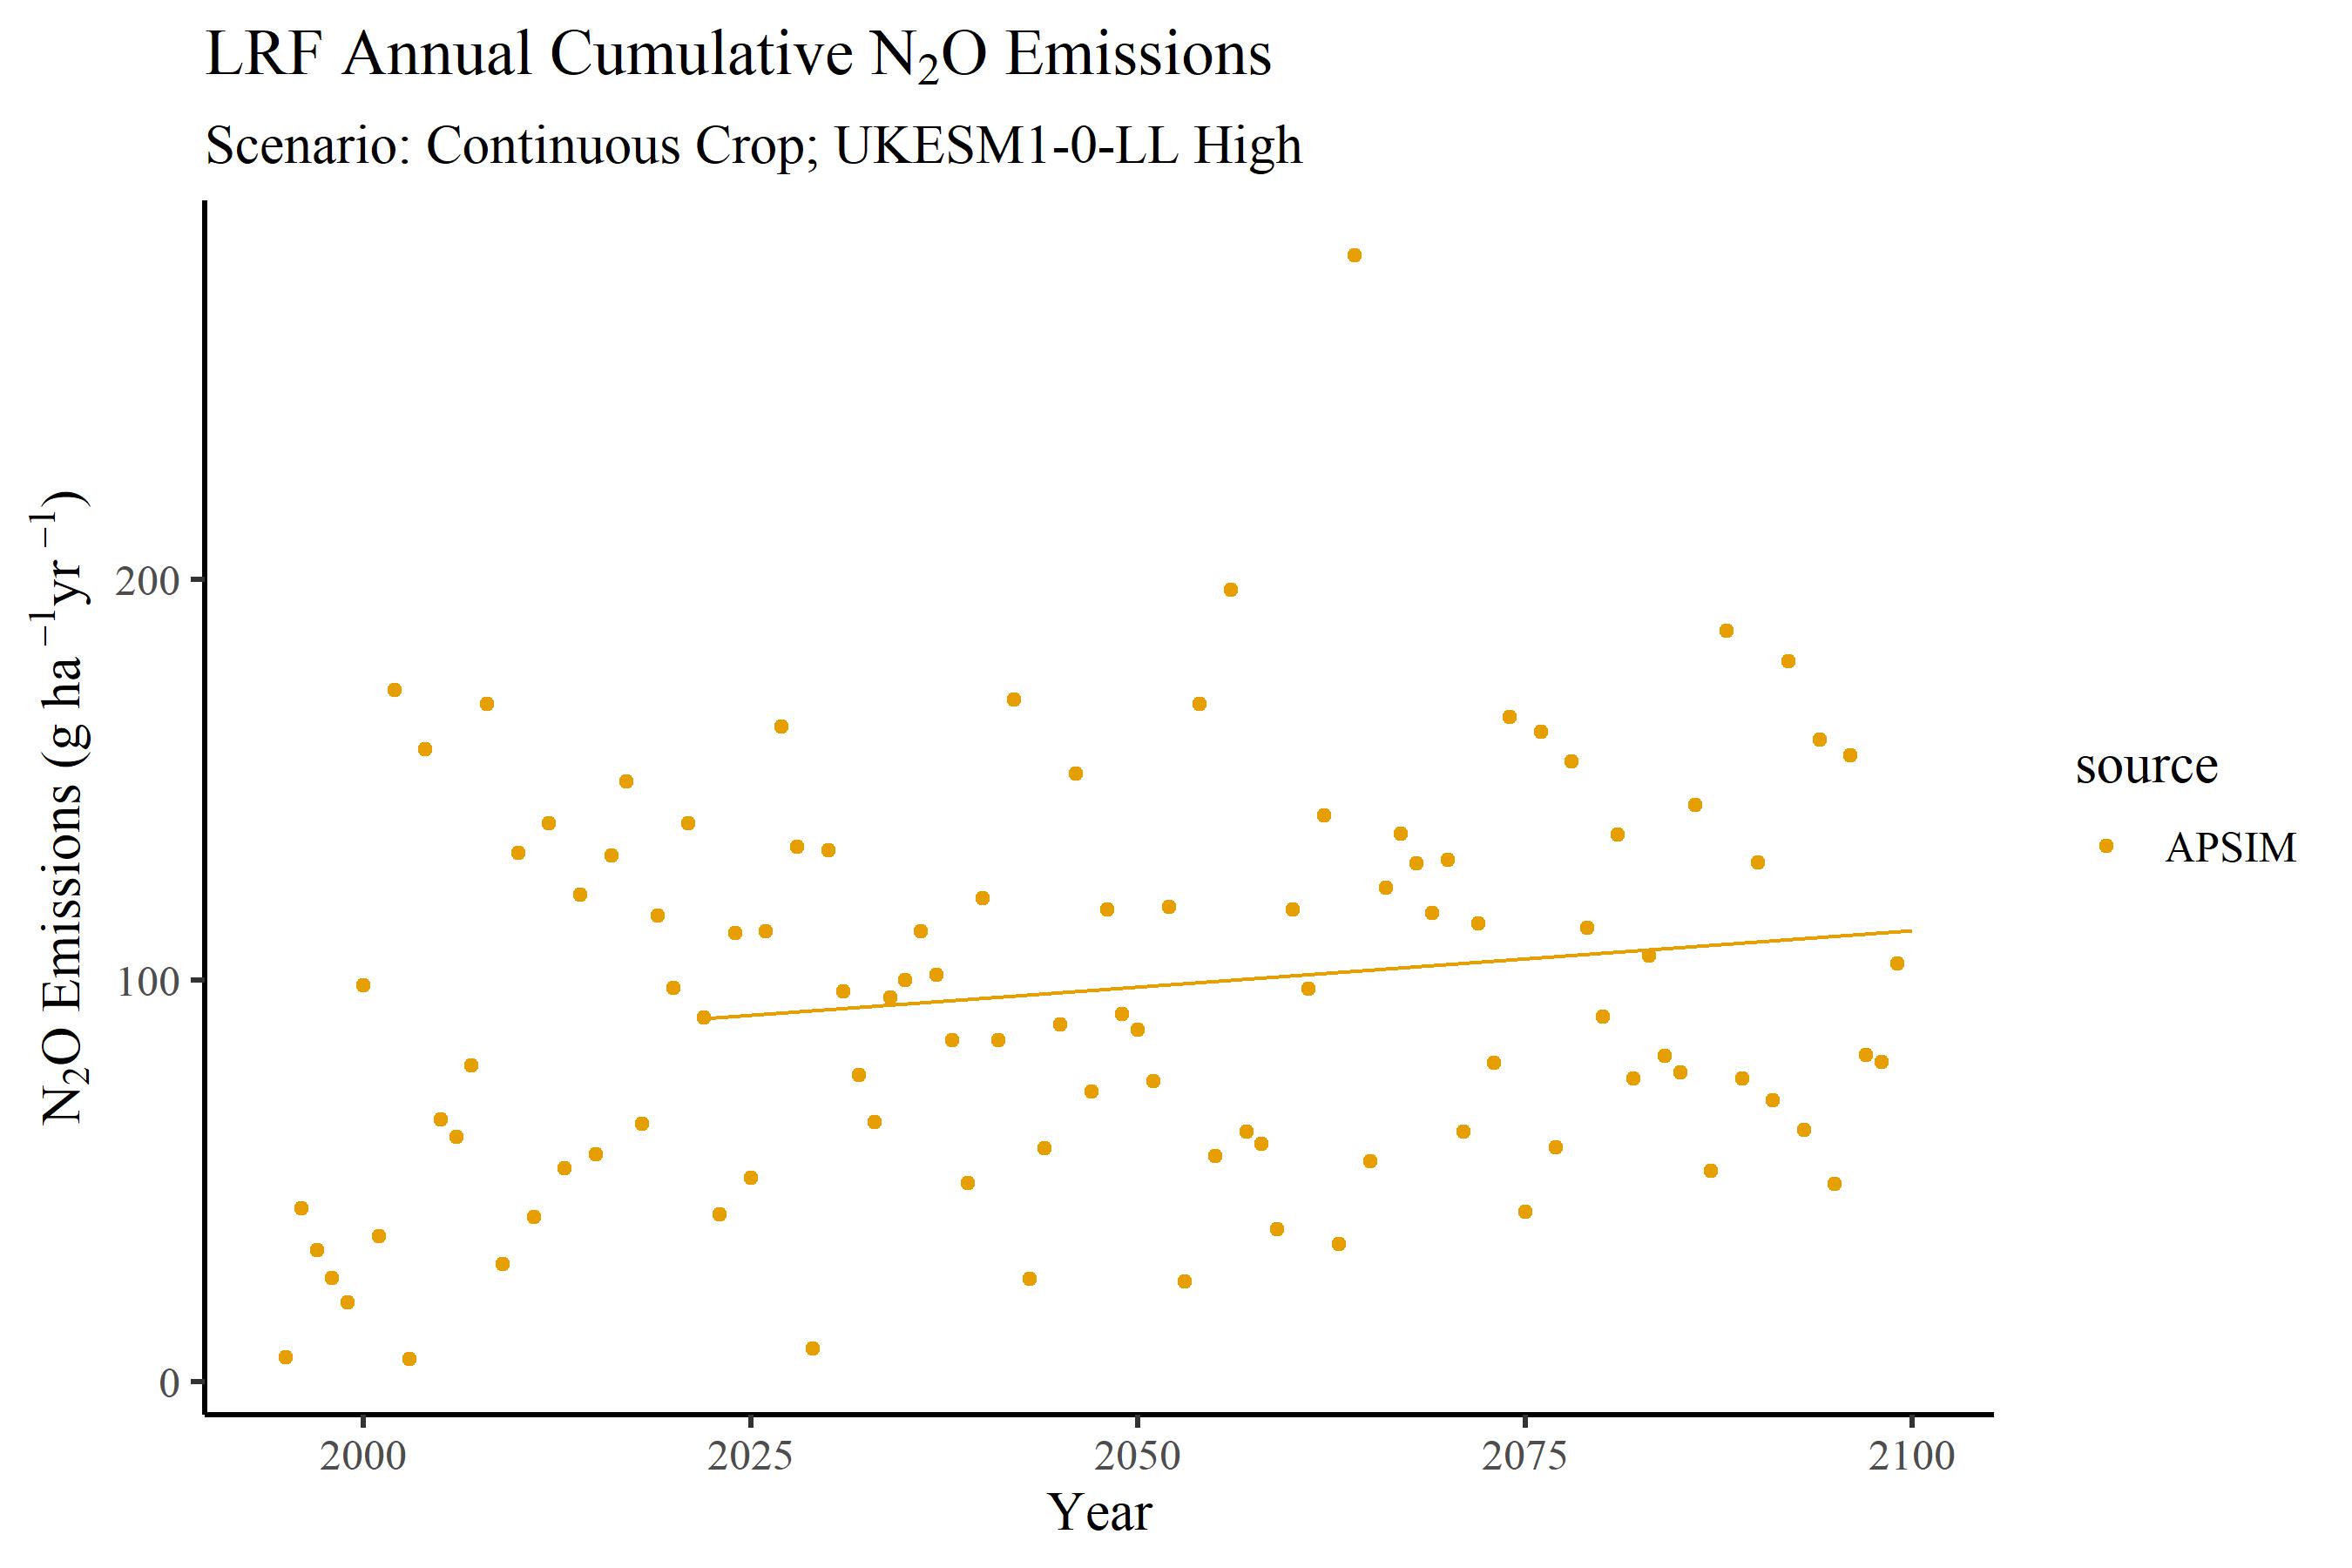 LRF Annual Cumulative N₂O Emissions
Scenario: Continuous Crop; UKESM1-0-LL High
N₂O Emissions (g ha⁻¹yr⁻¹)
200
100
0
2000 2025 2050 2075 2100
Year
source
APSIM